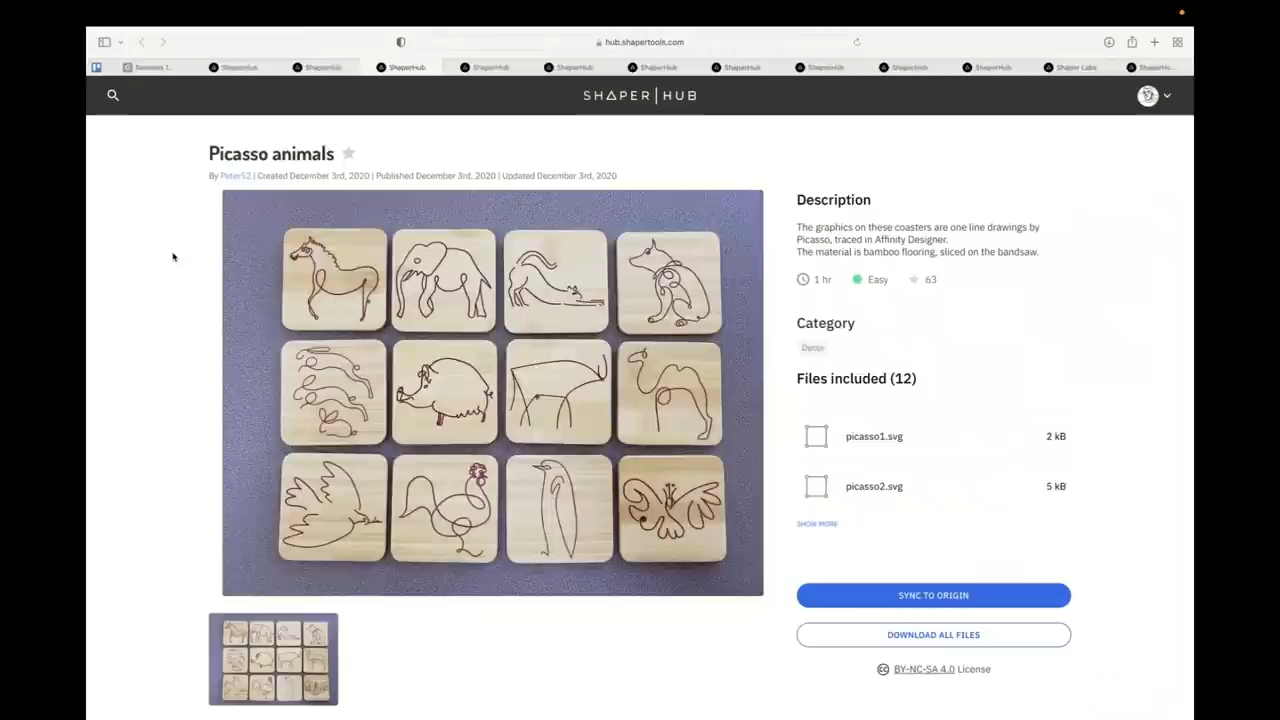 hub.shapertools.com
ShaperHub
SHAPER|HUB
Picasso animals
By Peter52 | Created December 3rd, 2020 | Published December 3rd, 2020 | Updated December 3rd, 2020
Description
The graphics on these coasters are one line drawings by
Picasso, traced in Affinity Designer.
The material is bamboo flooring, sliced on the bandsaw.
1 hr
Easy
63
Category
Decor
Files included (12)
picasso1.svg
2 kB
picasso2.svg
5 kB
SHOW MORE
SYNC TO ORIGIN
DOWNLOAD ALL FILES
BY-NC-SA 4.0 License